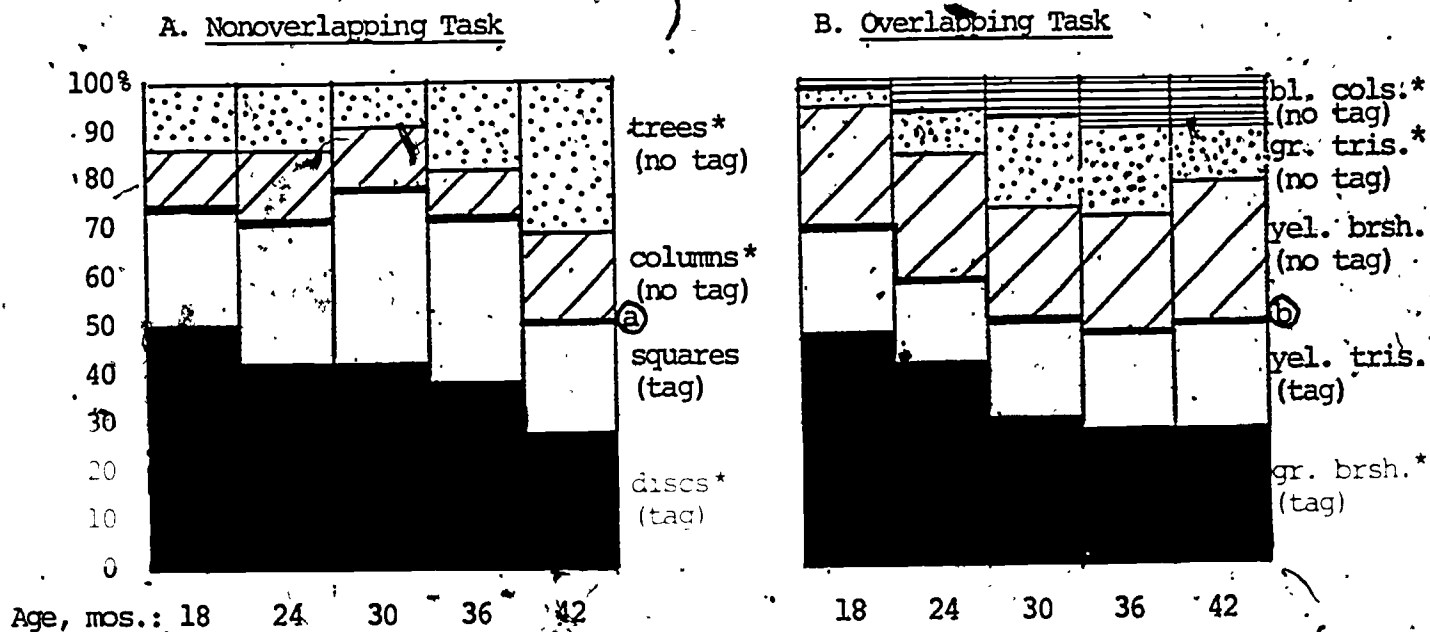 A. Nonoverlapping Task
B. Overlapping Task
100%
90
80
70
60
50
40
30
20
10
0
trees*
(no tag)
columns*
(no tag)
a
squares
(tag)
discs*
(tag)
bl. cols.*
(no tag)
gr. tris.*
(no tag)
yel. brsh.
(no tag)
b
yel. tris.
(tag)
gr. brsh.*
(tag)
Age, mos.: 18 24 30 36 42
18 24 30 36 42